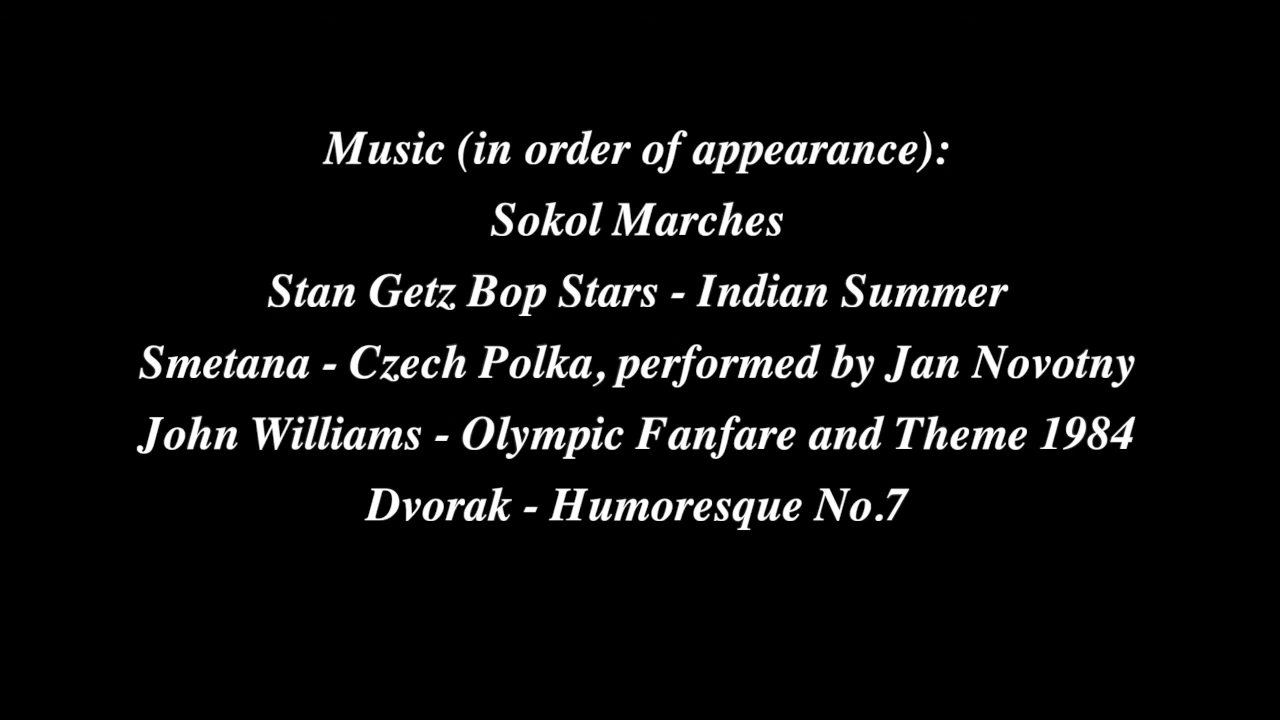 Music (in order of appearance):
Sokol Marches
Stan Getz Bop Stars - Indian Summer
Smetana - Czech Polka, performed by Jan Novotny
John Williams - Olympic Fanfare and Theme 1984
Dvorak - Humoresque No.7